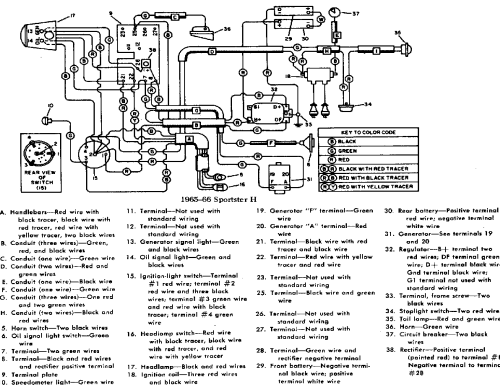 17
9
36
37
29
30
35
10
38
32
18
34
33
31
15
REAR VIEW
OF
SWITCH
(15)
KEY TO COLOR CODE
B BLACK
G GREEN
R RED
BLACK WITH RED TRACER
RED WITH BLACK TRACER
RED WITH YELLOW TRACER
1965–66 Sportster H
A. Handlebars—Red wire with
black tracer, black wire with
red tracer, red wire with
yellow tracer, two black wires
B. Conduit (three wires)—Green,
red, and black wires
C. Conduit (one wire)—Green wire
D. Conduit (two wires)—Red and
green wires
E. Conduit (one wire)—Black wire
F. Conduit (one wire)—Green wire
G. Conduit (three wires)—One red
and two green wires
H. Conduit (two wires)—Black and
red wires
5. Horn switch—Two black wires
6. Oil signal light switch—Green
wire
7. Terminal—Two green wires
8. Terminal—Black and red wires
and rectifier positive terminal
9. Terminal plate
0. Speedometer light—Green wire
11. Terminal—Not used with
standard wiring
12. Terminal—Not used with
standard wiring
13. Generator signal light—Green
and black wires
14. Oil signal light—Green and
black wires
15. Ignition-light switch—Terminal
#1 red wire; terminal #2
red wire and three black
wires; terminal #3 green wire
and red wire with black
tracer; terminal #4 green
wire
16. Headlamp switch—Red wire
with black tracer, black wire
with red tracer, and red
wire with yellow tracer
17. Headlamp—Black and red wires
18. Ignition coil—Three red wires
and black wire
19. Generator "F" terminal—Green
wire
20. Generator "A" terminal—Red
wire
21. Terminal—Black wire with red
tracer and black wire
22. Terminal—Red wire with yellow
tracer and red wire
23. Terminal—Not used with
standard wiring
25. Terminal—Black wire and green
wire
26. Terminal—Not used with
standard wiring
27. Terminal—Not used with
standard wiring
28. Terminal—Green wire and
rectifier negative terminal
29. Front battery—Negative termi-
nal black wire; positive
terminal white wire
30. Rear battery—Positive terminal
red wire; negative terminal
white wire
31. Generator—See terminals 19
and 20
32. Regulator—B+ terminal two
red wires; DF terminal green
wire; D+ terminal black wire
Gnd terminal black wire;
G1 terminal not used with
standard wiring
33. Terminal, frame screw—Two
black wires
34. Stoplight switch—Two red wires
35. Tail lamp—Red and green wires
36. Horn—Green wire
37. Circuit breaker—Two black
wires
38. Rectifier—Positive terminal
(painted red) to terminal #8
Negative terminal to terminal
#28